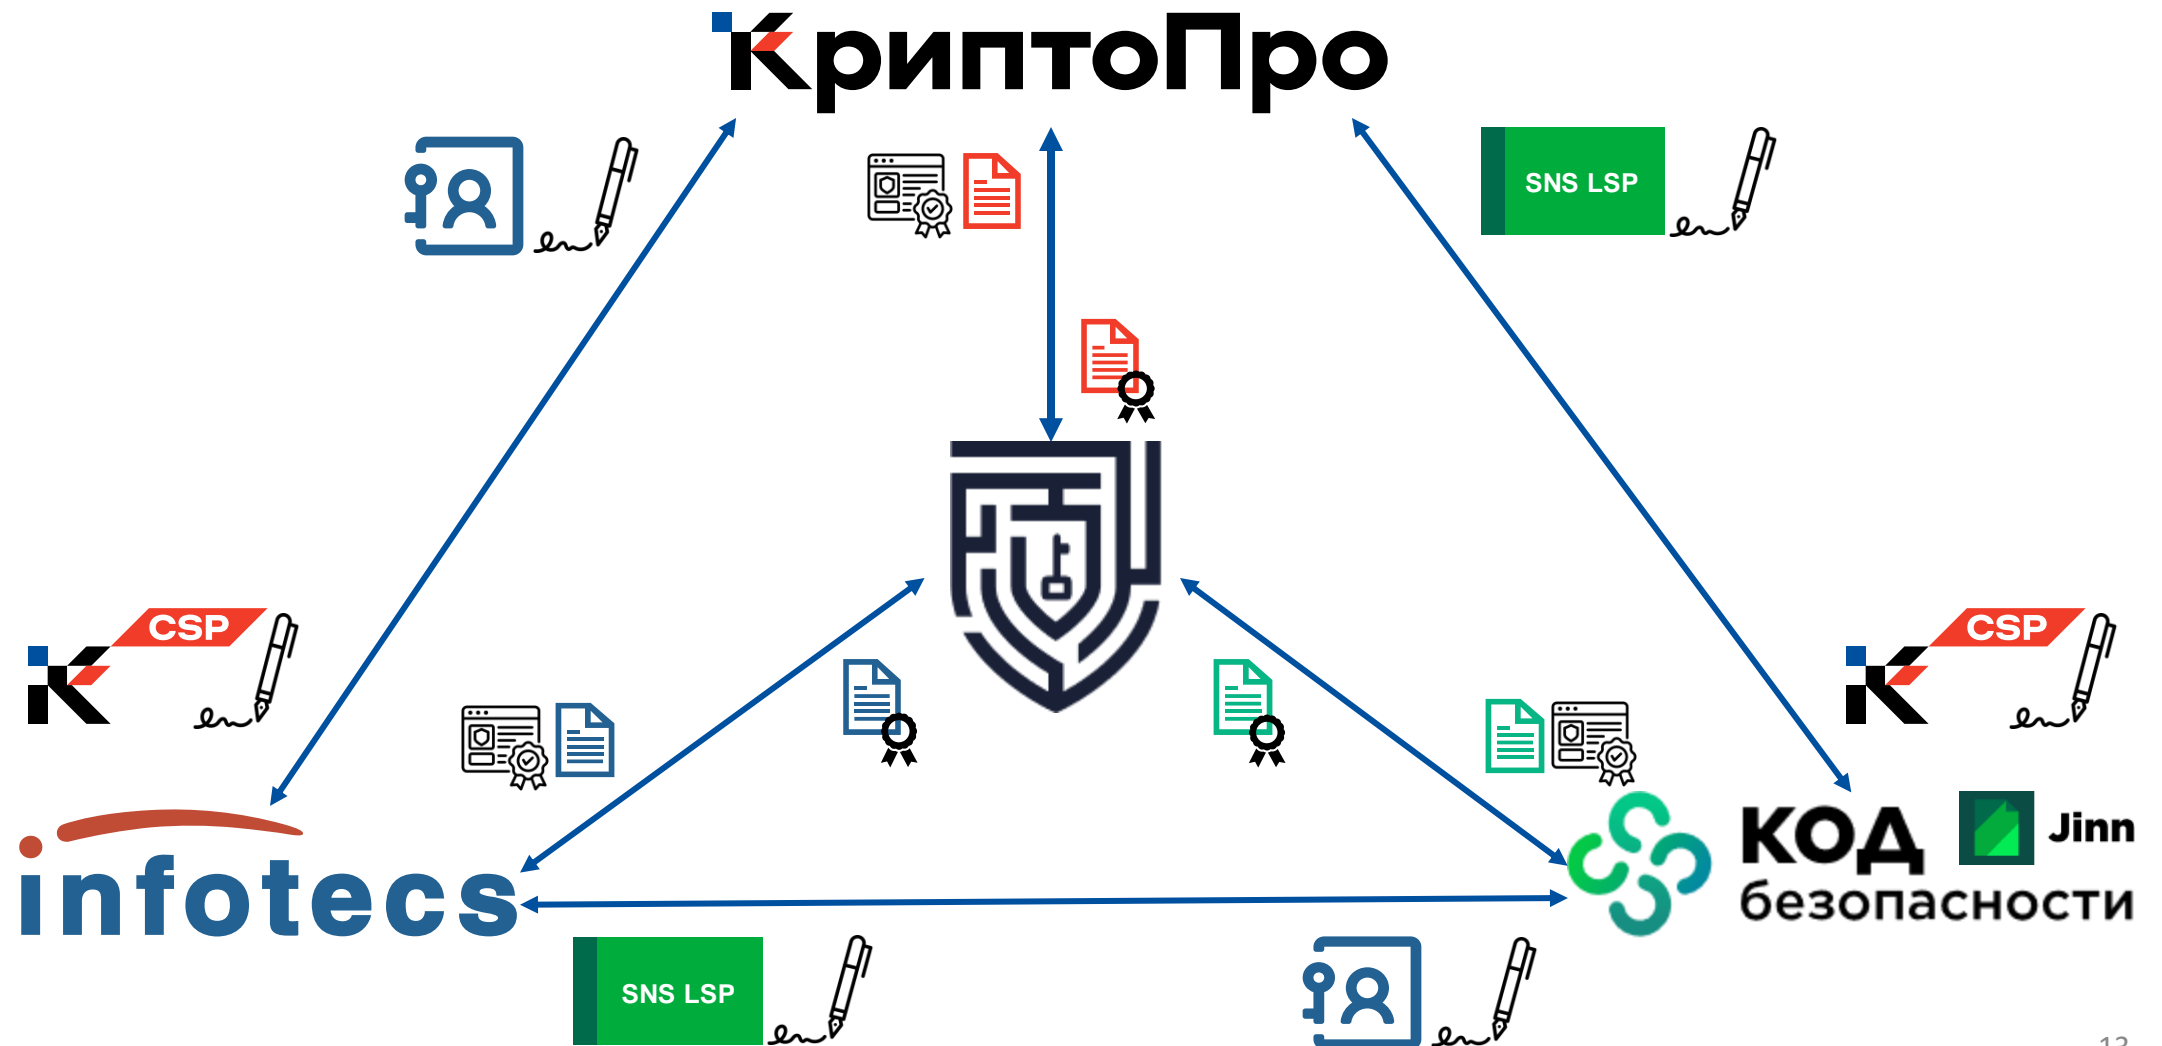 КриптоПро
SNS LSP
CSP
CSP
infotecs
КОД
безопасности
Jinn
SNS LSP